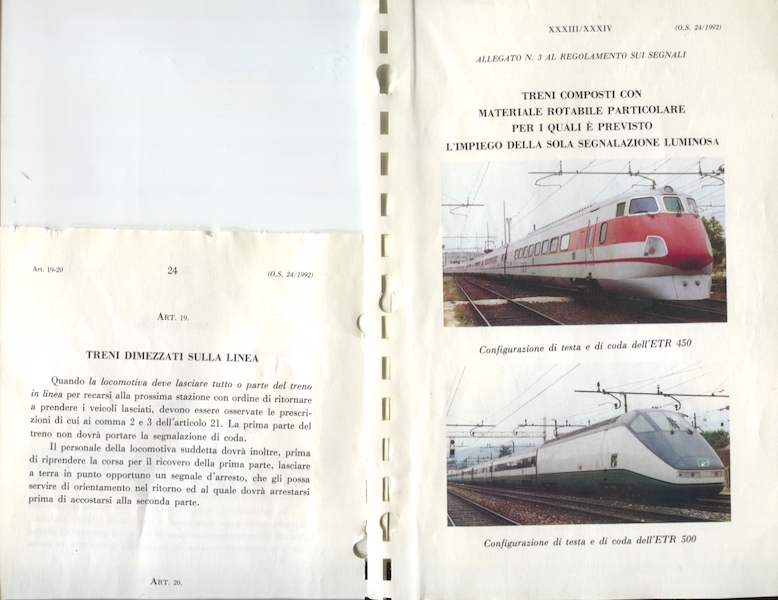 Art. 19-20
24
(O.S. 24/1992)
ART. 19.
TRENI DIMEZZATI SULLA LINEA
Quando la locomotiva deve lasciare tutto o parte del treno
in linea per recarsi alla prossima stazione con ordine di ritornare
a prendere i veicoli lasciati, devono essere osservate le prescri-
zioni di cui ai comma 2 e 3 dell'articolo 21. La prima parte del
treno non dovrà portare la segnalazione di coda.
Il personale della locomotiva suddetta dovrà inoltre, prima
di riprendere la corsa per il ricovero della prima parte, lasciare
a terra in punto opportuno un segnale d'arresto, che gli possa
servire di orientamento nel ritorno ed al quale dovrà arrestarsi
prima di accostarsi alla seconda parte.
ART. 20.
XXXIII/XXXIV
(O.S. 24/1992)
ALLEGATO N. 3 AL REGOLAMENTO SUI SEGNALI
TRENI COMPOSTI CON
MATERIALE ROTABILE PARTICOLARE
PER I QUALI È PREVISTO
L'IMPIEGO DELLA SOLA SEGNALAZIONE LUMINOSA
Configurazione di testa e di coda dell'ETR 450
Configurazione di testa e di coda dell'ETR 500